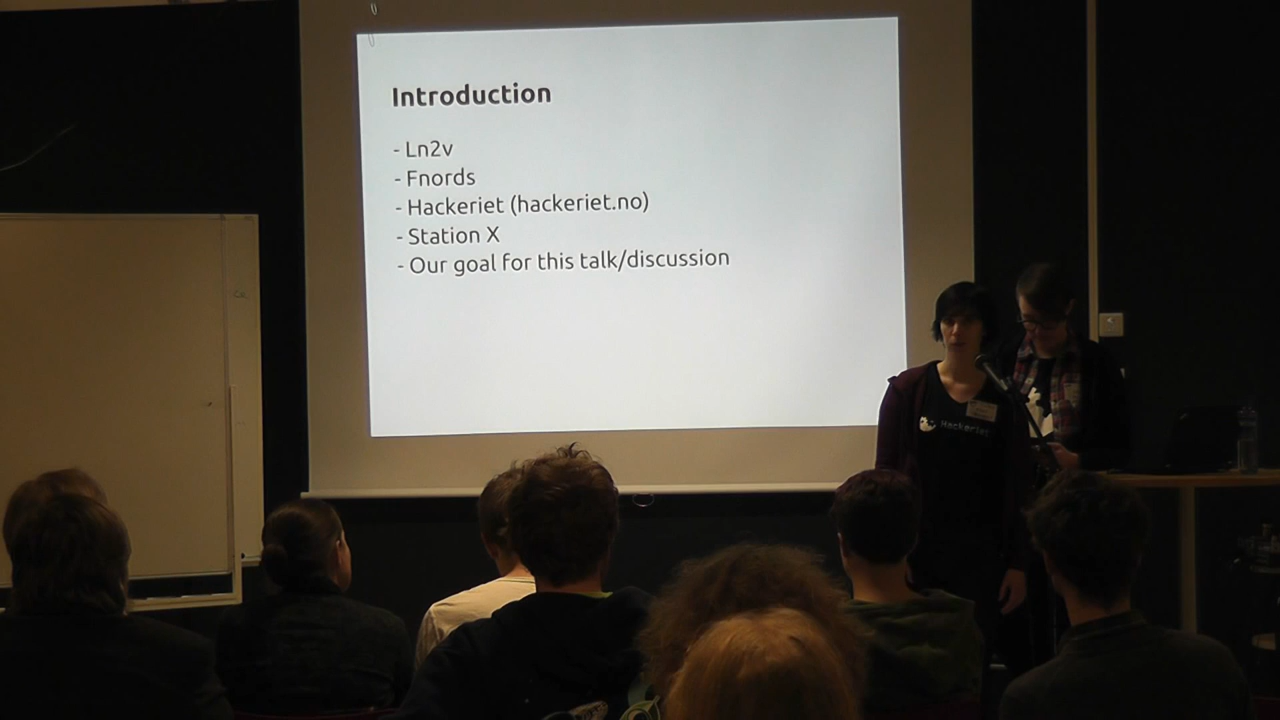 Introduction
- Ln2v
- Fnords
- Hackeriet (hackeriet.no)
- Station X
- Our goal for this talk/discussion
Hackeriet